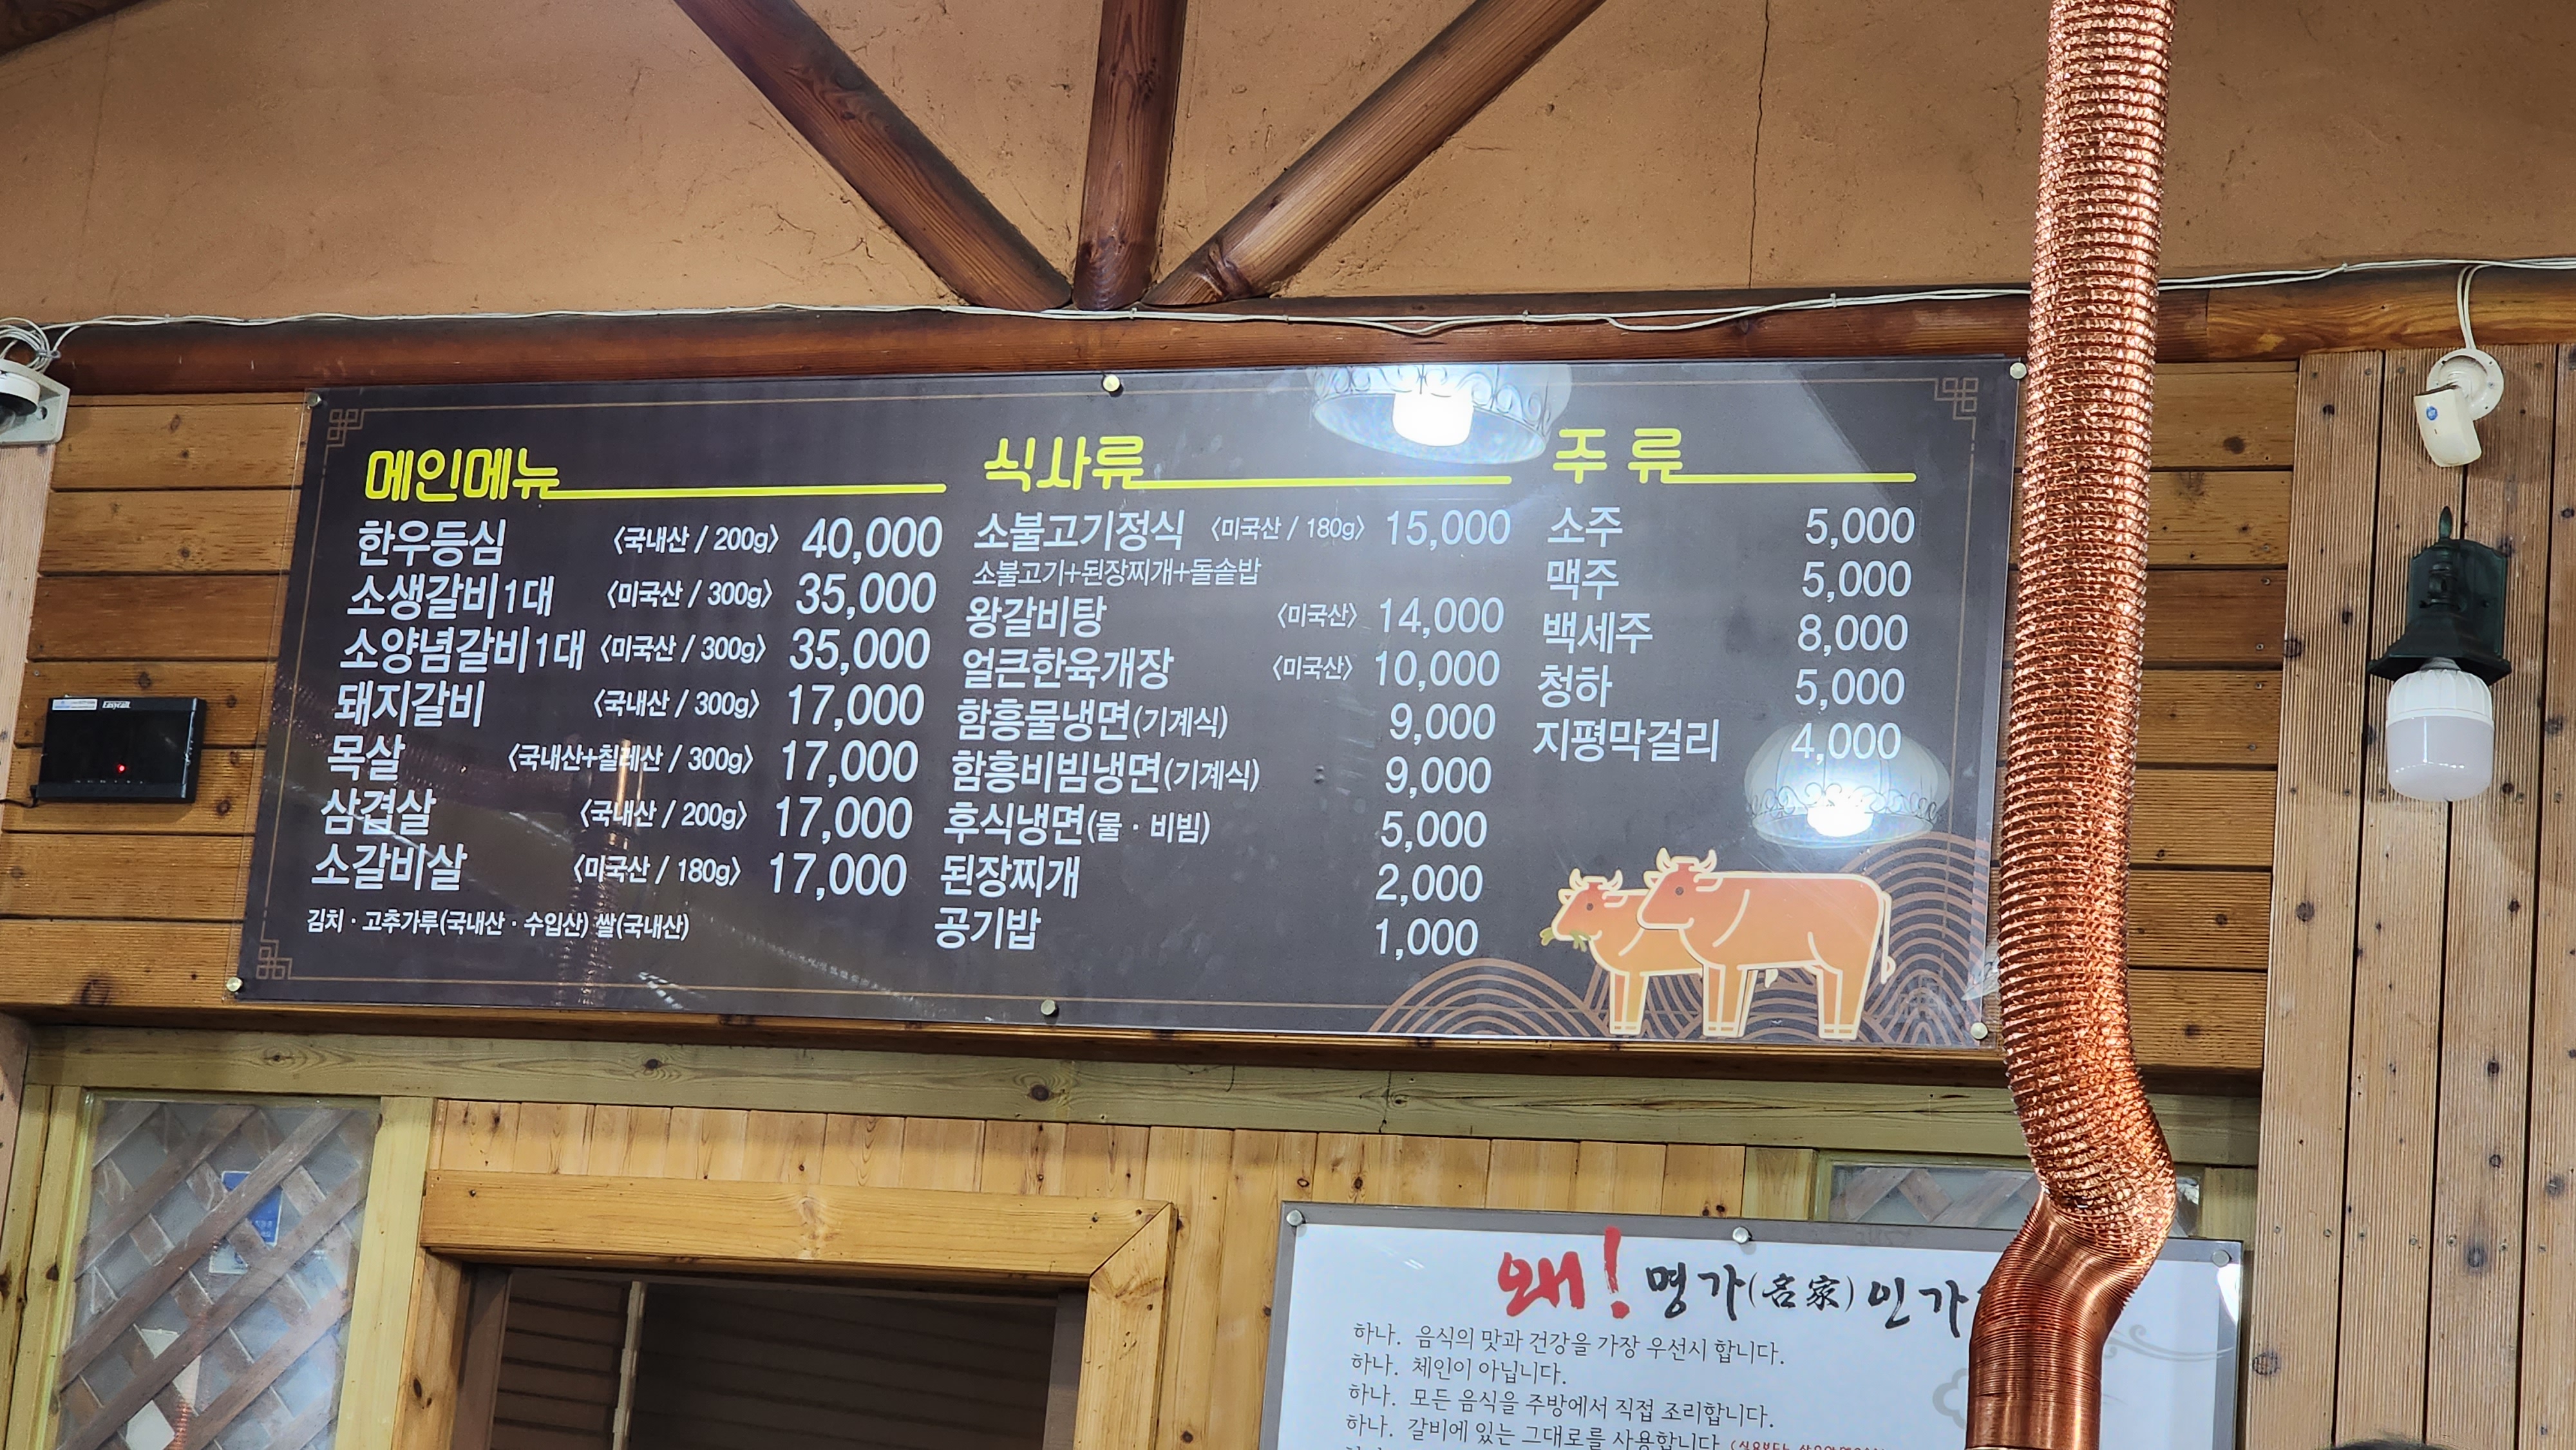 메인메뉴
한우등심 〈국내산 / 200g〉 40,000
소생갈비1대 〈미국산 / 300g〉 35,000
소양념갈비1대 〈미국산 / 300g〉 35,000
돼지갈비 〈국내산 / 300g〉 17,000
목살 〈국내산+칠레산 / 300g〉 17,000
삼겹살 〈국내산 / 200g〉 17,000
소갈비살 〈미국산 / 180g〉 17,000
김치 · 고추가루(국내산 · 수입산) 쌀(국내산)
식사류
소불고기정식 〈미국산 / 180g〉 15,000
소불고기+된장찌개+돌솥밥
왕갈비탕 〈미국산〉 14,000
얼큰한육개장 〈미국산〉 10,000
함흥물냉면(기계식) 9,000
함흥비빔냉면(기계식) 9,000
후식냉면(물 · 비빔) 5,000
된장찌개 2,000
공기밥 1,000
주류
소주 5,000
맥주 5,000
백세주 8,000
청하 5,000
지평막걸리 4,000
왜! 명가(名家)인가
하나. 음식의 맛과 건강을 가장 우선시 합니다.
하나. 체인이 아닙니다.
하나. 모든 음식을 주방에서 직접 조리합니다.
하나. 갈비에 있는 그대로를 사용합니다.